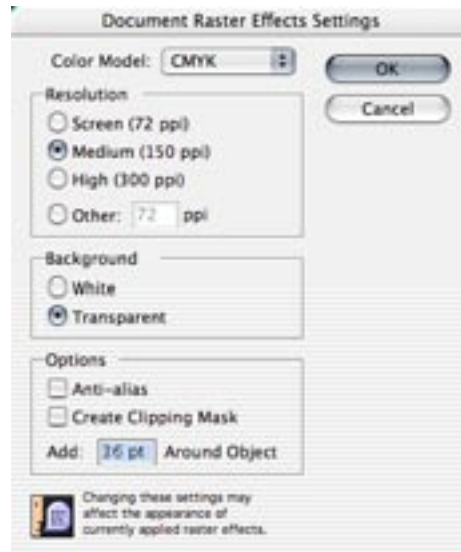 Document Raster Effects Settings
Color Model: CMYK
OK
Cancel
Resolution
Screen (72 ppi)
Medium (150 ppi)
High (300 ppi)
Other: 72 ppi
Background
White
Transparent
Options
Anti-alias
Create Clipping Mask
Add: 36 pt Around Object
Changing these settings may
affect the appearance of
currently applied raster effects.